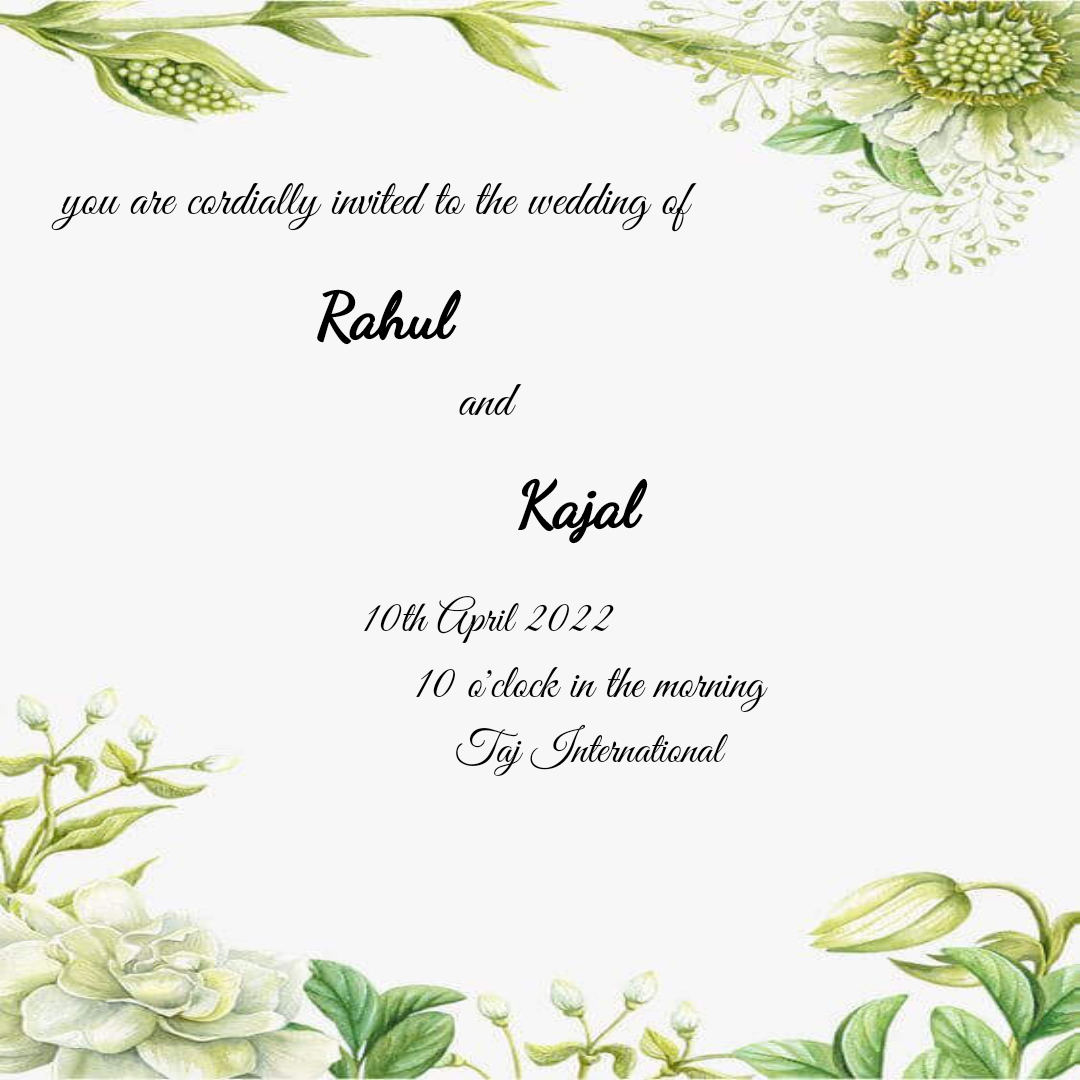 you are cordially invited to the wedding of
Rahul
and
Kajal
10th April 2022
10 o'clock in the morning
Taj International